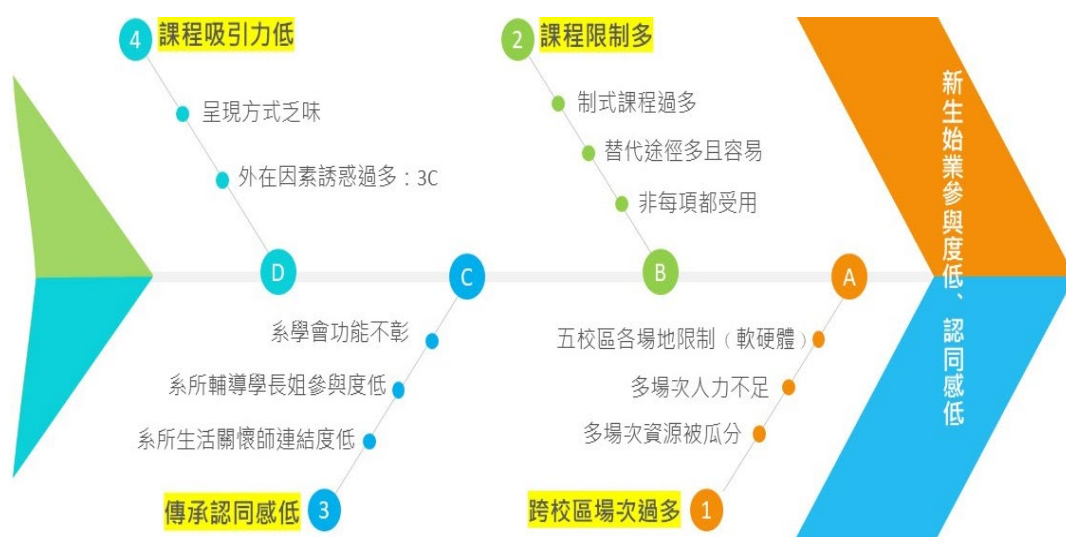 4 課程吸引力低
呈現方式乏味
外在因素誘惑過多：3C
D
2 課程限制多
制式課程過多
替代途徑多且容易
非每項都受用
B
C
系學會功能不彰
系所輔導學長姐參與度低
系所生活關懷師連結度低
傳承認同感低 3
A
五校區各場地限制（軟硬體）
多場次人力不足
多場次資源被瓜分
跨校區場次過多 1
新生始業參與度低、認同感低